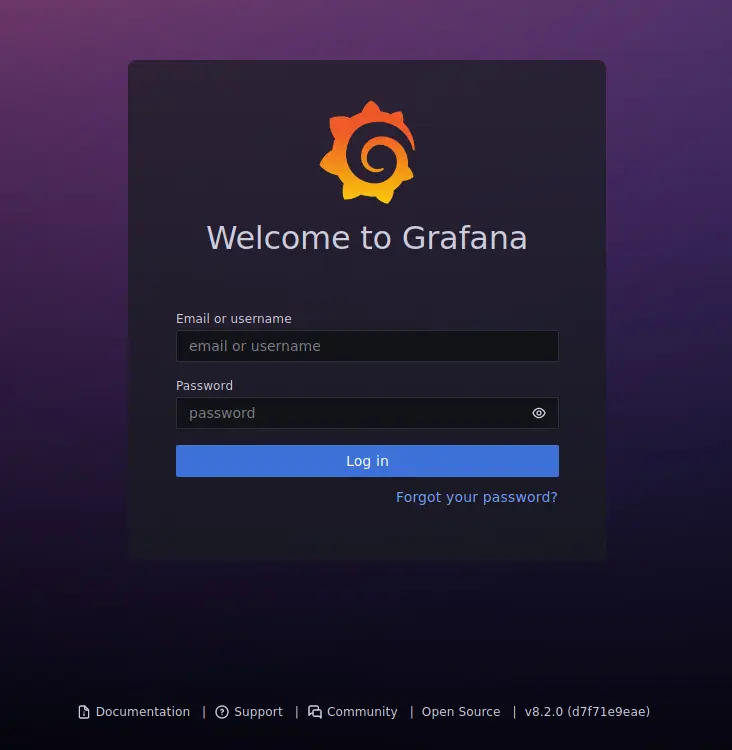 Welcome to Grafana
Email or username
email or username
Password
password
Log in
Forgot your password?
Documentation | Support | Community | Open Source | v8.2.0 (d7f71e9eae)